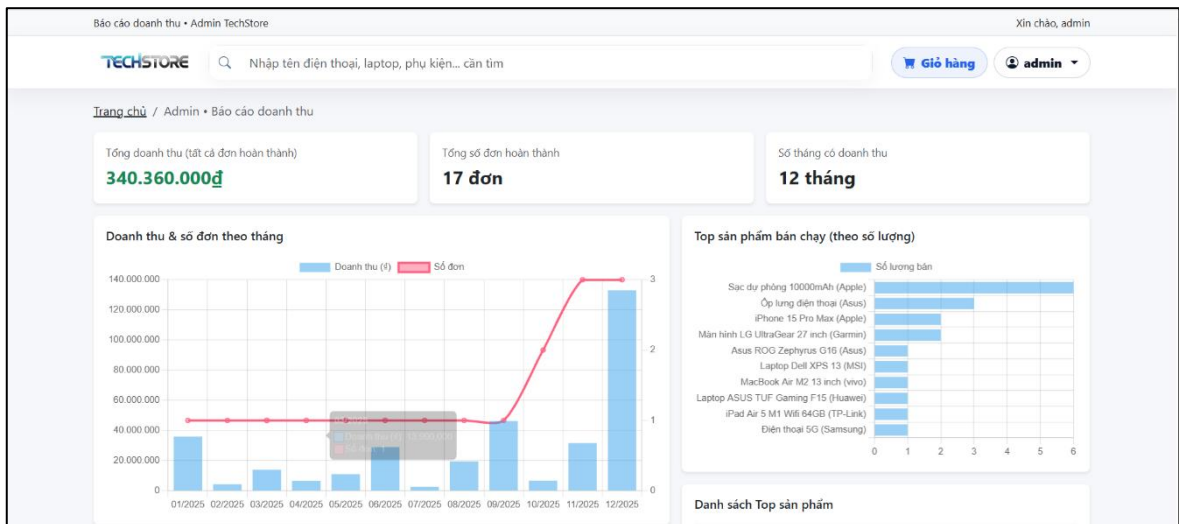 Báo cáo doanh thu • Admin TechStore
Xin chào, admin
TECHSTORE
Nhập tên điện thoại, laptop, phụ kiện... cần tìm
Giỏ hàng
admin
Trang chủ / Admin • Báo cáo doanh thu
Tổng doanh thu (tất cả đơn hoàn thành)
340.360.000₫
Tổng số đơn hoàn thành
17 đơn
Số tháng có doanh thu
12 tháng
Doanh thu & số đơn theo tháng
Doanh thu (₫)
Số đơn
140.000.000
120.000.000
100.000.000
80.000.000
60.000.000
40.000.000
20.000.000
0
3
2
1
0
01/2025 02/2025 03/2025 04/2025 05/2025 06/2025 07/2025 08/2025 09/2025 10/2025 11/2025 12/2025
Top sản phẩm bán chạy (theo số lượng)
Số lượng bán
Sạc dự phòng 10000mAh (Apple)
Ốp lưng điện thoại (Asus)
iPhone 15 Pro Max (Apple)
Màn hình LG UltraGear 27 inch (Garmin)
Asus ROG Zephyrus G16 (Asus)
Laptop Dell XPS 13 (MSI)
MacBook Air M2 13 inch (vivo)
Laptop ASUS TUF Gaming F15 (Huawei)
iPad Air 5 M1 Wifi 64GB (TP-Link)
Điện thoại 5G (Samsung)
0 1 2 3 4 5 6
Danh sách Top sản phẩm